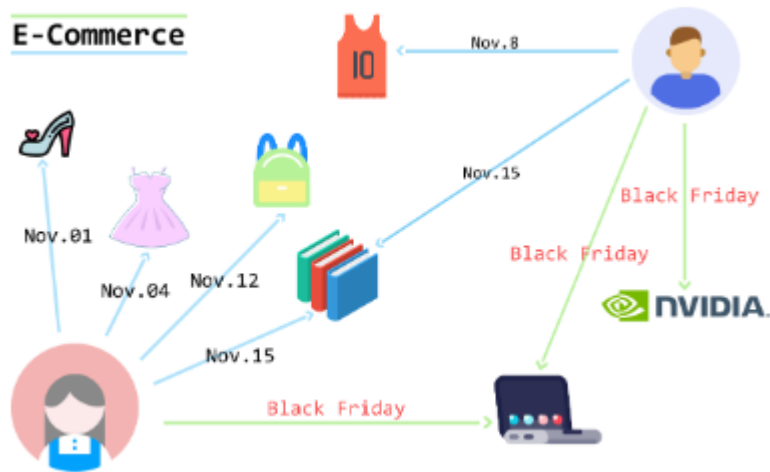 E-Commerce
Nov.8
10
Nov.15
Black Friday
Nov.01
Nov.12
Black Friday
Nov.04
NVIDIA.
Nov.15
Black Friday